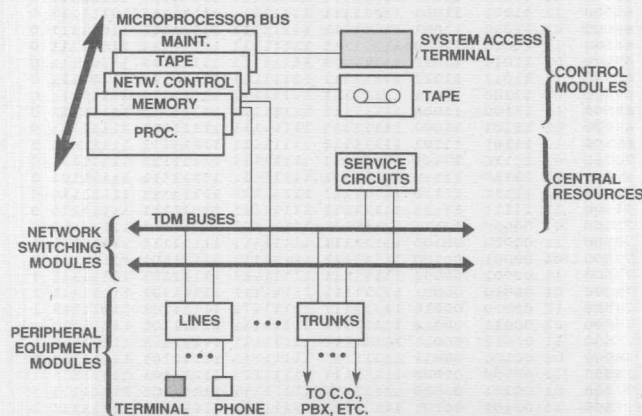 MICROPROCESSOR BUS
MAINT.
TAPE
NETW. CONTROL
MEMORY
PROC.
SYSTEM ACCESS
TERMINAL
TAPE
CONTROL
MODULES
SERVICE
CIRCUITS
CENTRAL
RESOURCES
NETWORK
SWITCHING
MODULES
TDM BUSES
PERIPHERAL
EQUIPMENT
MODULES
LINES
TRUNKS
TERMINAL
PHONE
TO C.O.,
PBX, ETC.